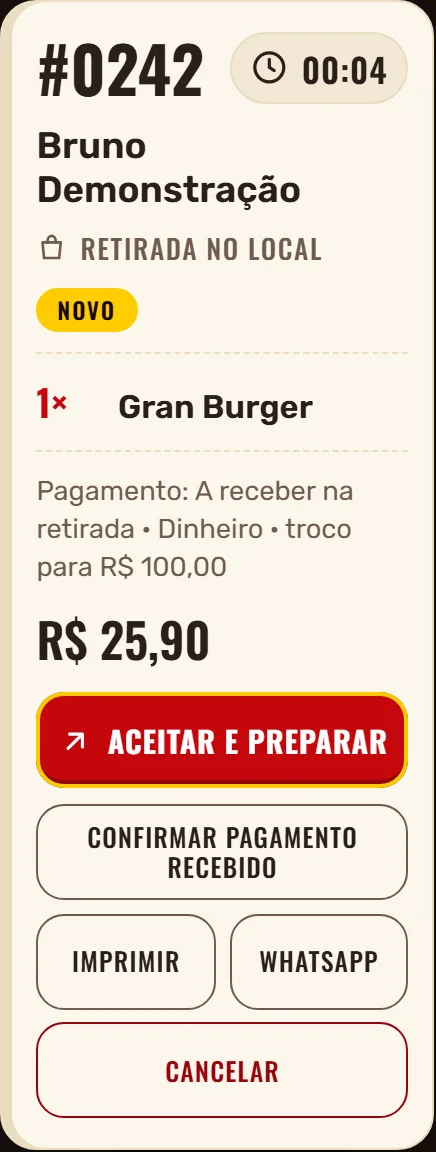 #0242
00:04
Bruno
Demonstração
RETIRADA NO LOCAL
NOVO
1× Gran Burger
Pagamento: A receber na
retirada • Dinheiro • troco
para R$ 100,00
R$ 25,90
ACEITAR E PREPARAR
CONFIRMAR PAGAMENTO
RECEBIDO
IMPRIMIR
WHATSAPP
CANCELAR